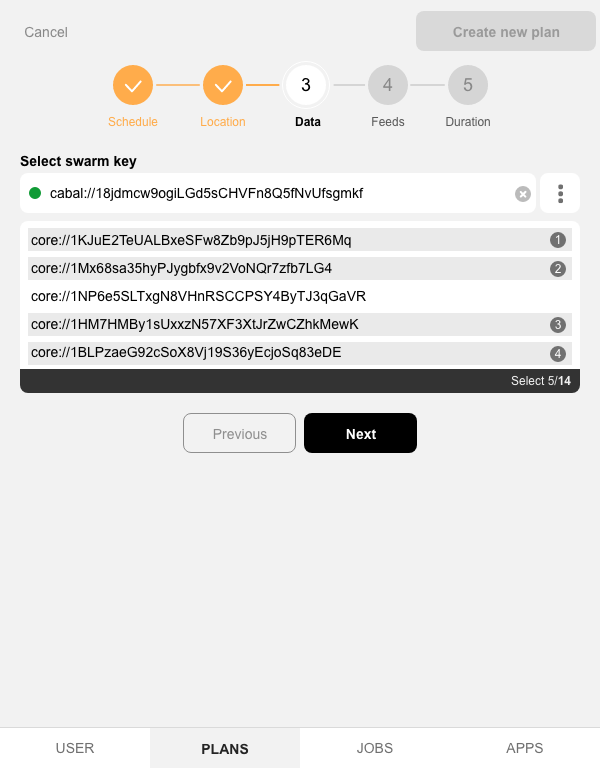 Cancel
Create new plan
3
4
5
Schedule
Location
Data
Feeds
Duration
Select swarm key
cabal://18jdmcw9ogiLGd5sCHVFn8Q5fNvUfsgmkf
core://1KJuE2TeUALBxeSFw8Zb9pJ5jH9pTER6Mq 1
core://1Mx68sa35hyPJygbfx9v2VoNQr7zfb7LG4 2
core://1NP6e5SLTxgN8VHnRSCCPSY4ByTJ3qGaVR
core://1HM7HMBy1sUxxzN57XF3XtJrZwCZhkMewK 3
core://1BLPzaeG92cSoX8Vj19S36yEcjoSq83eDE 4
Select 5/14
Previous
Next
USER
PLANS
JOBS
APPS